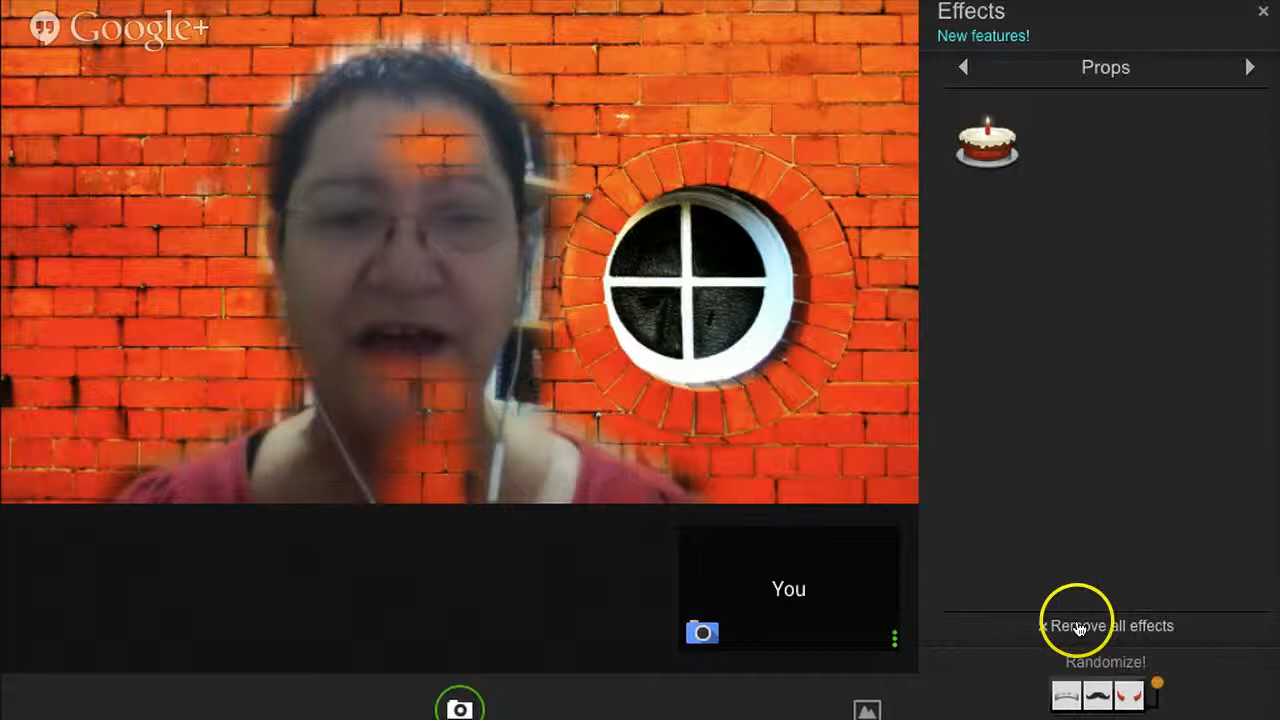 Google+
Effects
New features!
Props
You
Remove all effects
Randomize!